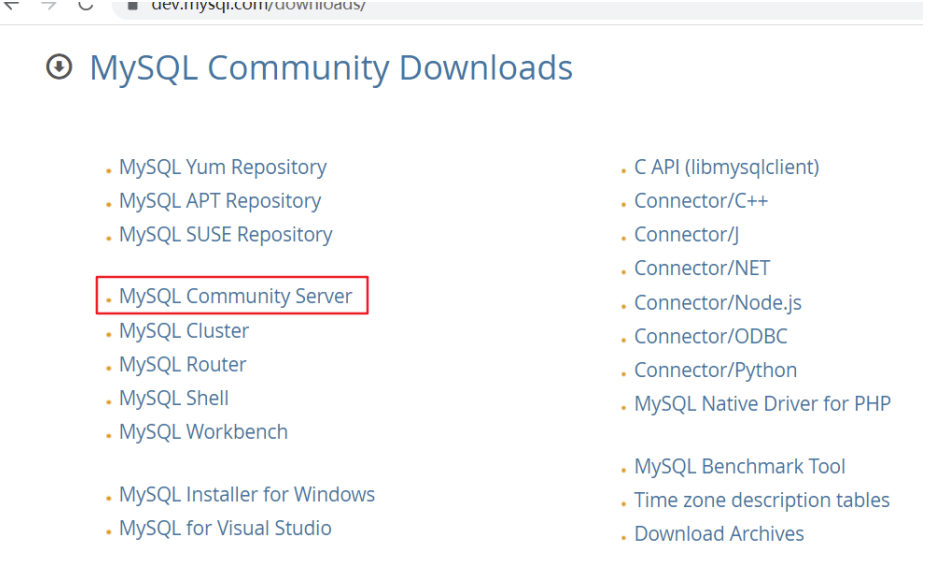 dev.mysql.com/downloads/
MySQL Community Downloads
MySQL Yum Repository
MySQL APT Repository
MySQL SUSE Repository
MySQL Community Server
MySQL Cluster
MySQL Router
MySQL Shell
MySQL Workbench
MySQL Installer for Windows
MySQL for Visual Studio
C API (libmysqlclient)
Connector/C++
Connector/J
Connector/NET
Connector/Node.js
Connector/ODBC
Connector/Python
MySQL Native Driver for PHP
MySQL Benchmark Tool
Time zone description tables
Download Archives